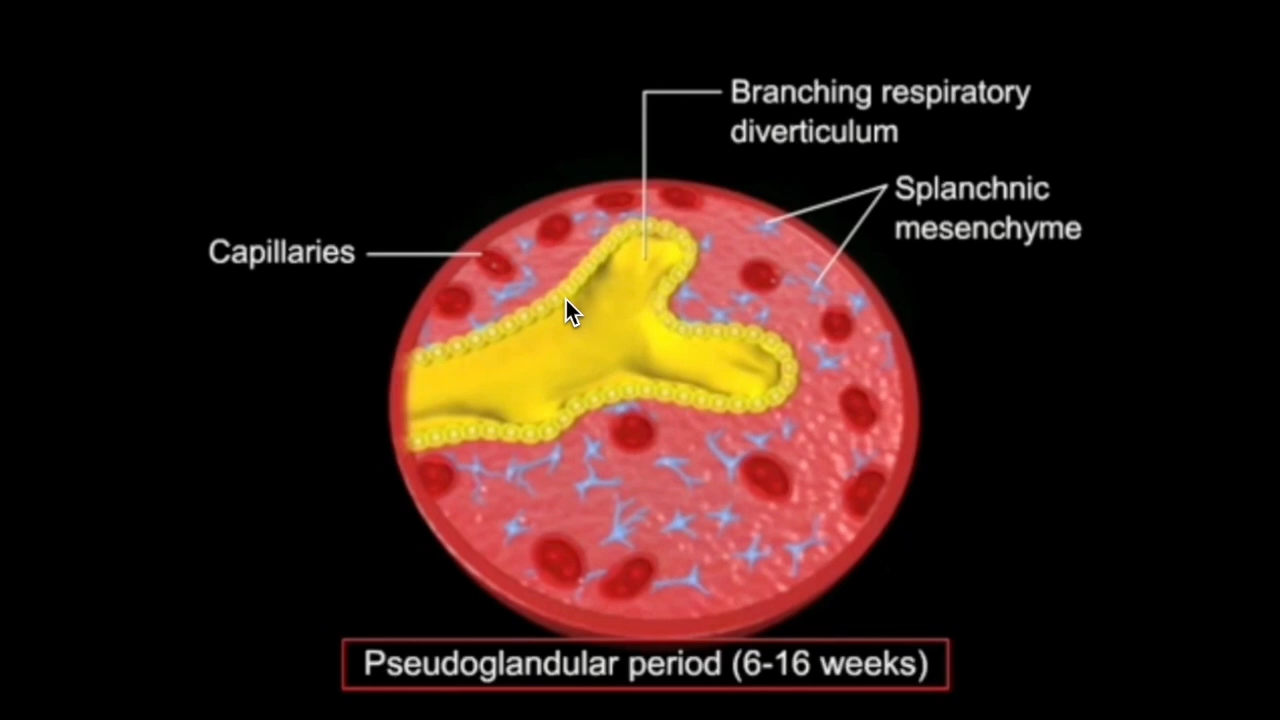 Branching respiratory
diverticulum
Splanchnic
mesenchyme
Capillaries
Pseudoglandular period (6-16 weeks)